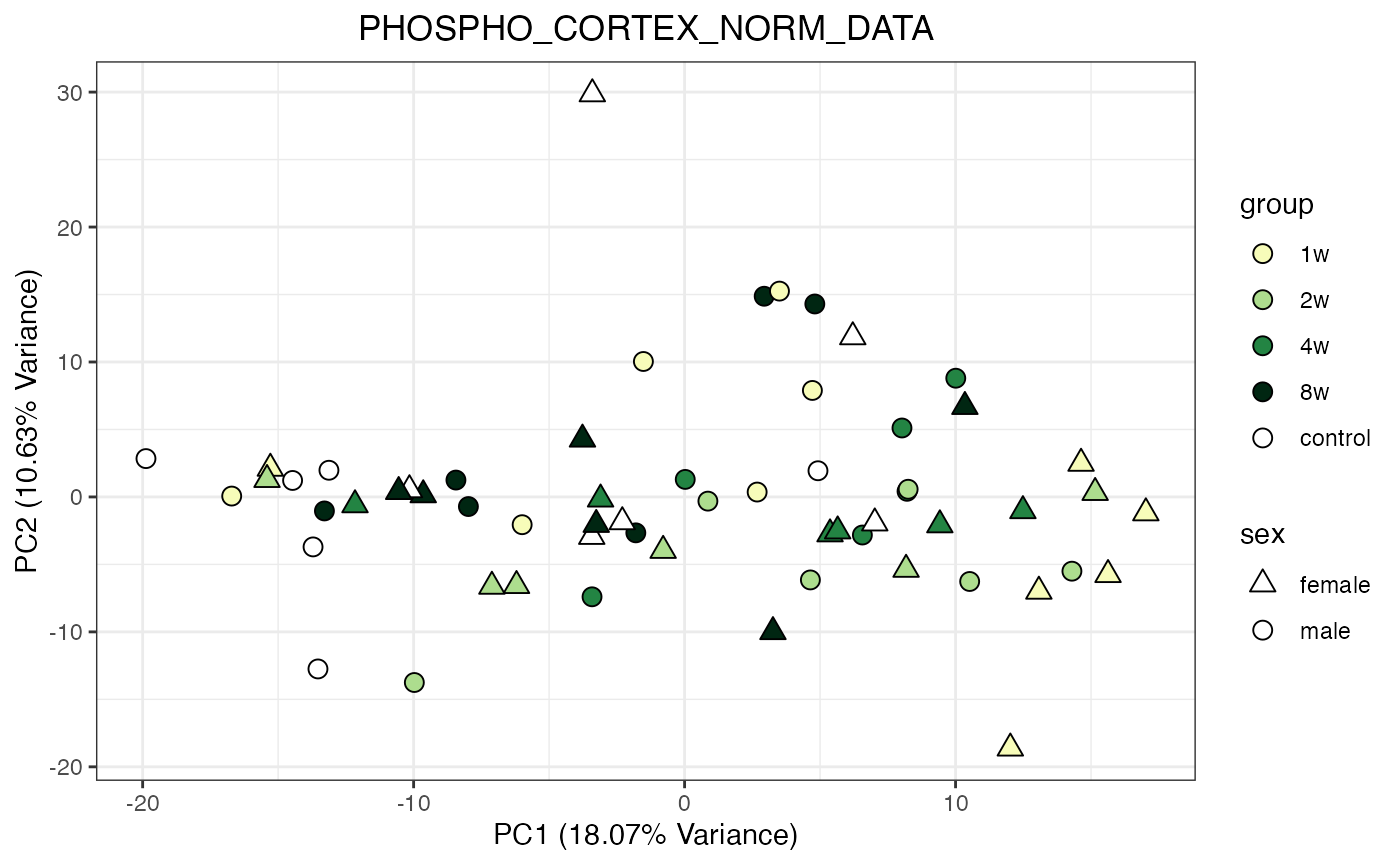 PHOSPHO_CORTEX_NORM_DATA
30
20
10
0
-10
-20
PC2 (10.63% Variance)
-20
-10
0
10
PC1 (18.07% Variance)
group
1w
2w
4w
8w
control
sex
female
male